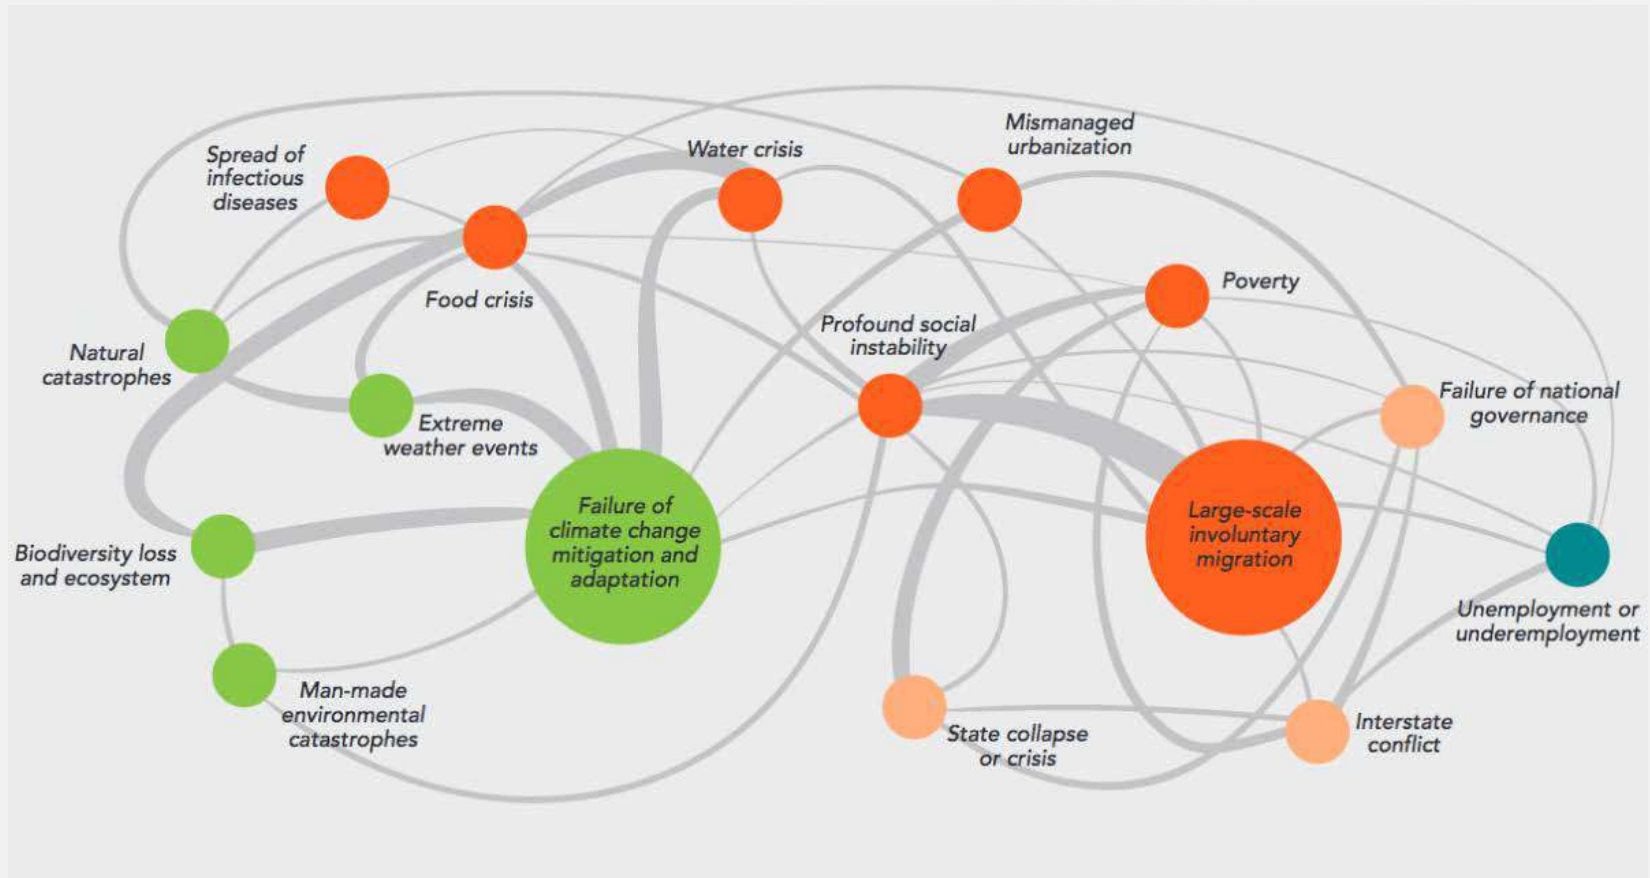 Mismanaged
urbanization
Water crisis
Spread of
infectious
diseases
Poverty
Food crisis
Profound social
instability
Natural
catastrophes
Failure of national
governance
Extreme
weather events
Failure of
climate change
mitigation and
adaptation
Large-scale
involuntary
migration
Biodiversity loss
and ecosystem
Unemployment or
underemployment
Man-made
environmental
catastrophes
State collapse
or crisis
Interstate
conflict